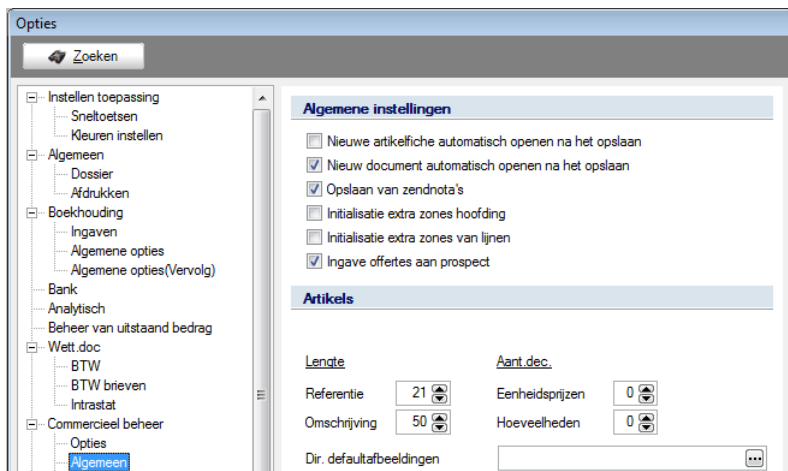 Opties
Zoeken
Instellen toepassing
Sneltoetsen
Kleuren instellen
Algemeen
Dossier
Afdrukken
Boekhouding
Ingaven
Algemene opties
Algemene opties(Vervolg)
Bank
Analytisch
Beheer van uitstaand bedrag
Wett.doc
BTW
BTW brieven
Intrastat
Commercieel beheer
Opties
Algemeen
Algemene instellingen
Nieuwe artikelfiche automatisch openen na het opslaan
Nieuw document automatisch openen na het opslaan
Opslaan van zendnota's
Initialisatie extra zones hoofding
Initialisatie extra zones van lijnen
Ingave offertes aan prospect
Artikels
Lengte Aant.dec.
Referentie 21 Eenheidsprijzen 0
Omschrijving 50 Hoeveelheden 0
Dir. defaultafbeeldingen ...